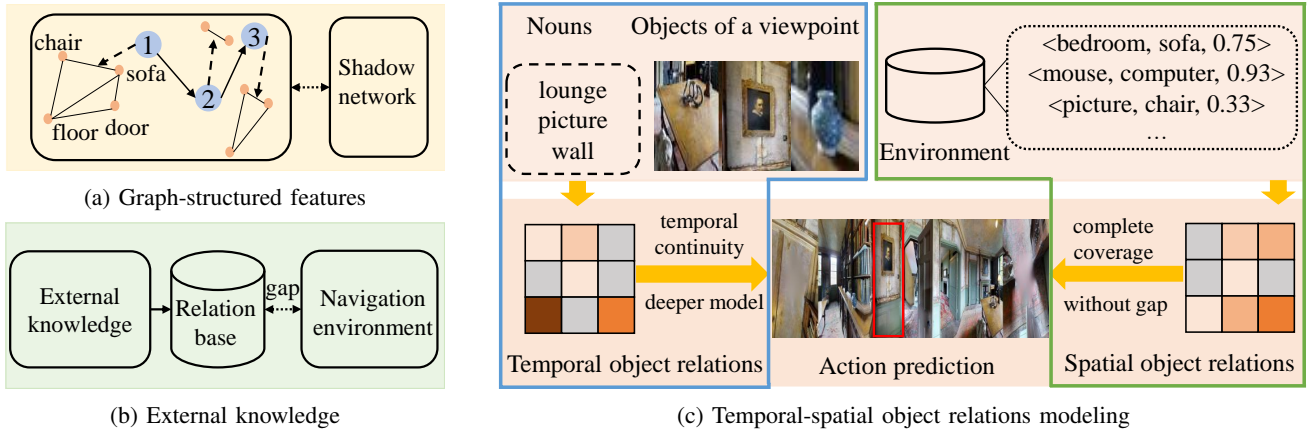 chair
1
3
sofa
2
floor
door
Shadow
network
(a) Graph-structured features
External
knowledge
Relation
base
gap
Navigation
environment
(b) External knowledge
Nouns
Objects of a viewpoint
lounge
picture
wall
Environment
<bedroom, sofa, 0.75>
<mouse, computer, 0.93>
<picture, chair, 0.33>
...
temporal
continuity
deeper model
complete
coverage
without gap
Temporal object relations
Action prediction
Spatial object relations
(c) Temporal-spatial object relations modeling